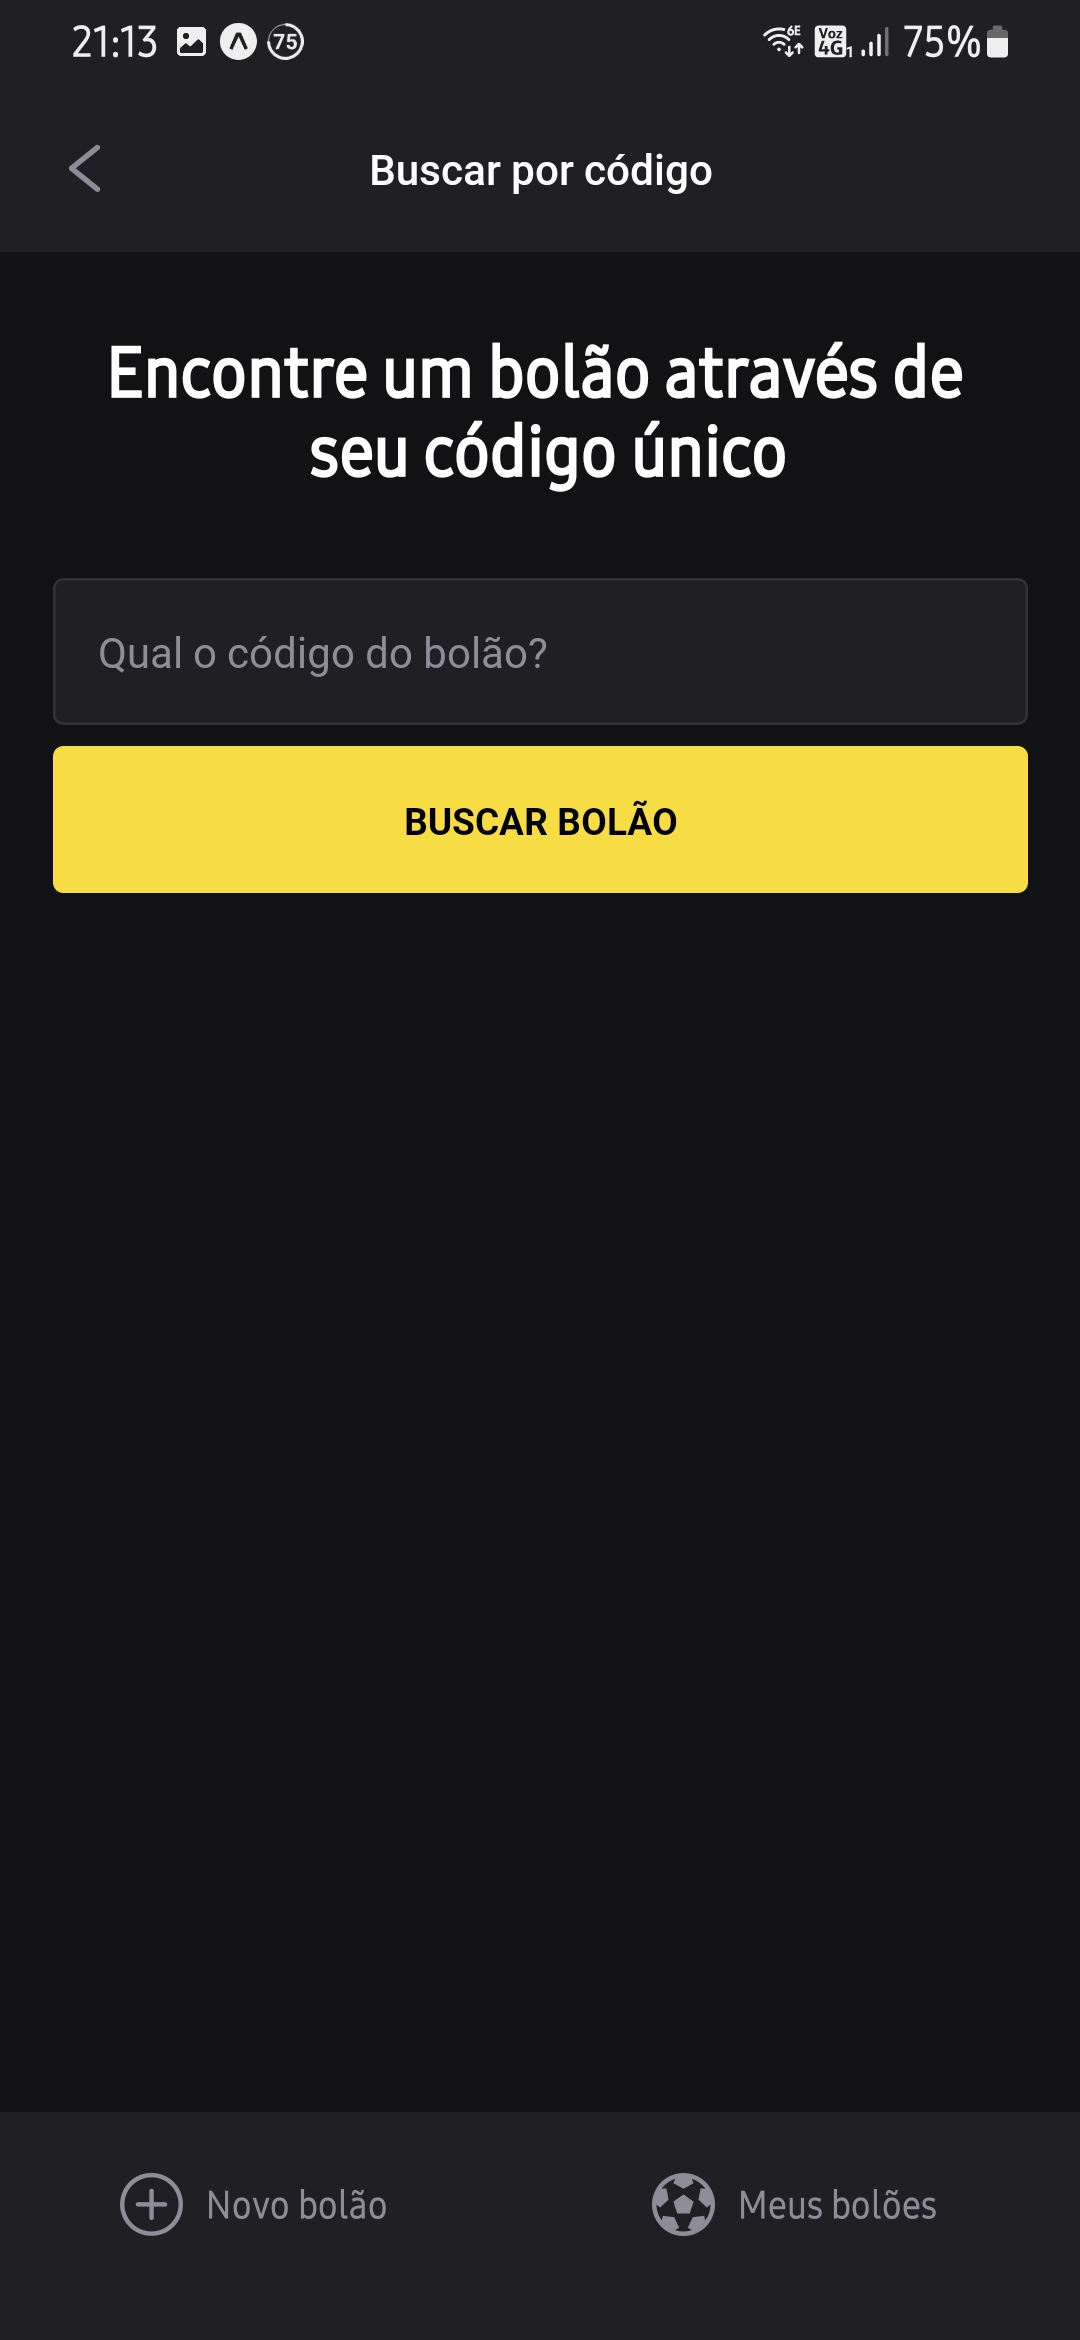 21:13 75 6E Voz 4G 1 75%
Buscar por código
Encontre um bolão através de
seu código único
Qual o código do bolão?
BUSCAR BOLÃO
Novo bolão Meus bolões